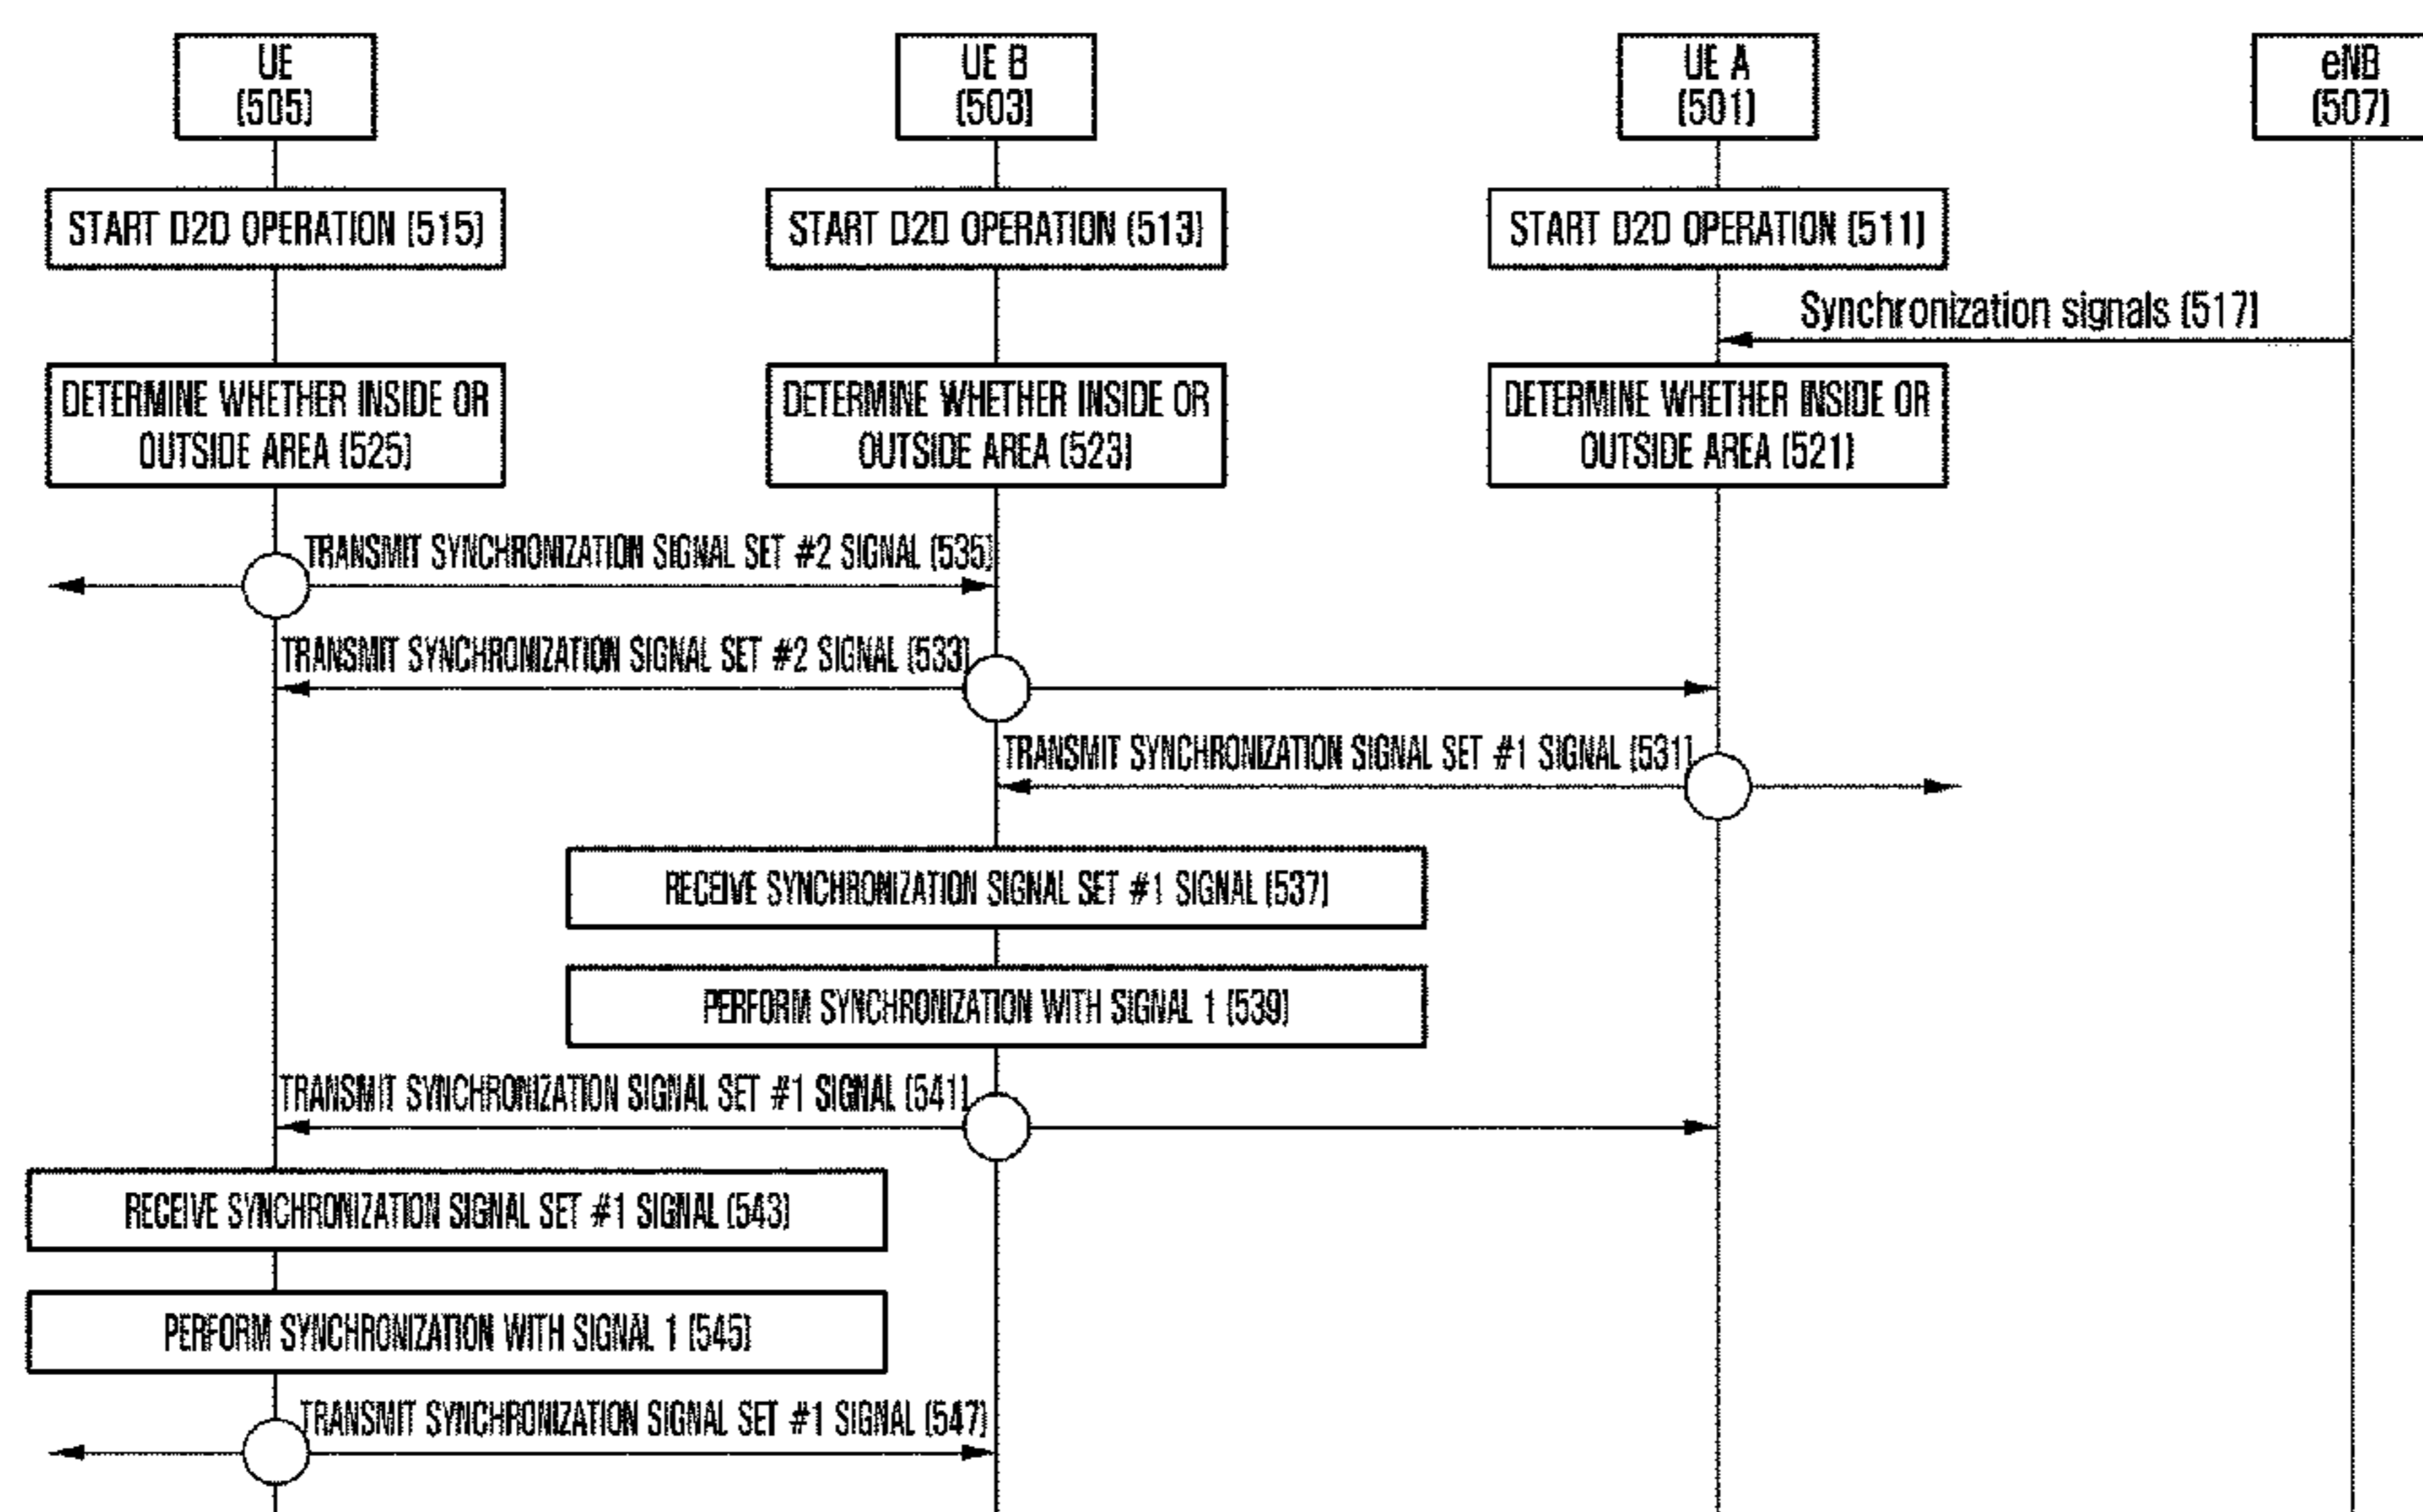 UE
(505)
UE B
(503)
UE A
(501)
eNB
(507)
START D2D OPERATION (515)
START D2D OPERATION (513)
START D2D OPERATION (511)
Synchronization signals (517)
DETERMINE WHETHER INSIDE OR
OUTSIDE AREA (525)
DETERMINE WHETHER INSIDE OR
OUTSIDE AREA (523)
DETERMINE WHETHER INSIDE OR
OUTSIDE AREA (521)
TRANSMIT SYNCHRONIZATION SIGNAL SET #2 SIGNAL (535)
TRANSMIT SYNCHRONIZATION SIGNAL SET #2 SIGNAL (533)
TRANSMIT SYNCHRONIZATION SIGNAL SET #1 SIGNAL (531)
RECEIVE SYNCHRONIZATION SIGNAL SET #1 SIGNAL (537)
PERFORM SYNCHRONIZATION WITH SIGNAL 1 (539)
TRANSMIT SYNCHRONIZATION SIGNAL SET #1 SIGNAL (541)
RECEIVE SYNCHRONIZATION SIGNAL SET #1 SIGNAL (543)
PERFORM SYNCHRONIZATION WITH SIGNAL 1 (545)
TRANSMIT SYNCHRONIZATION SIGNAL SET #1 SIGNAL (547)